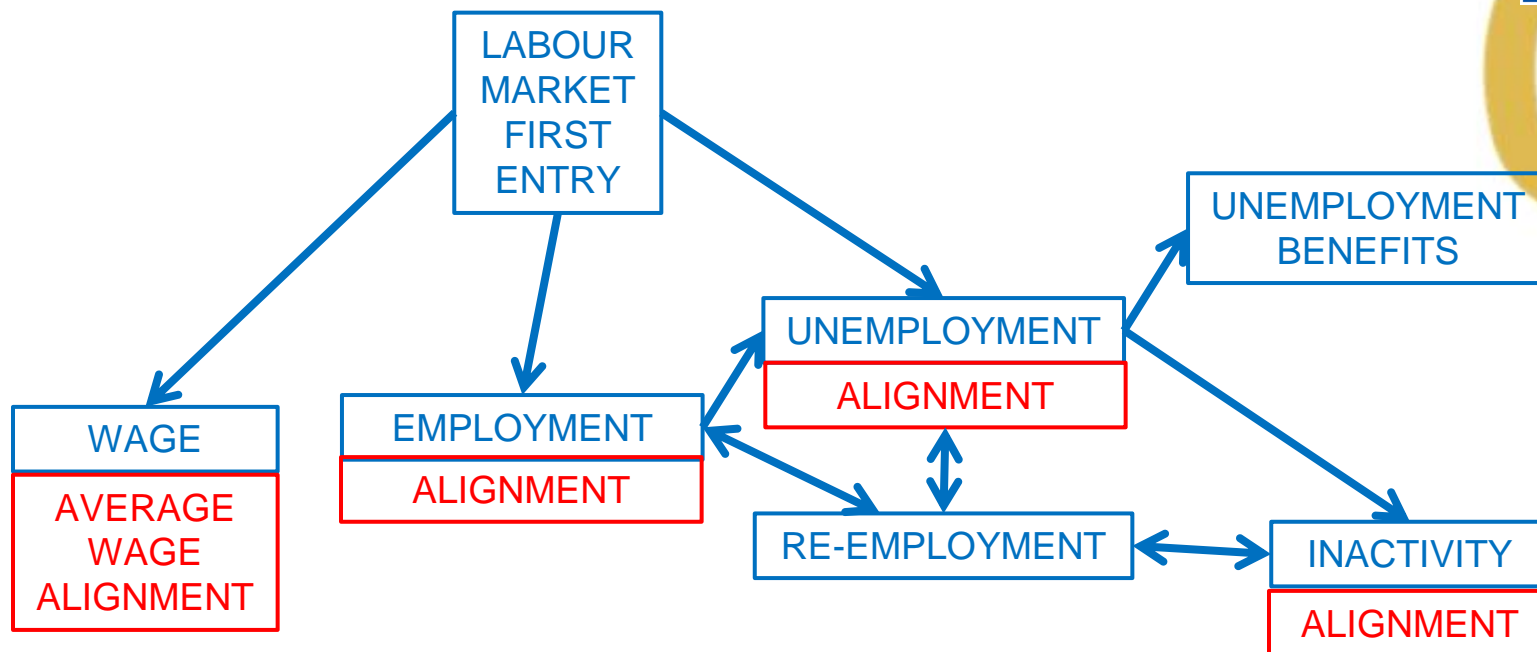 LABOUR
MARKET
FIRST
ENTRY
UNEMPLOYMENT
BENEFITS
UNEMPLOYMENT
ALIGNMENT
EMPLOYMENT
ALIGNMENT
WAGE
AVERAGE
WAGE
ALIGNMENT
RE-EMPLOYMENT
INACTIVITY
ALIGNMENT